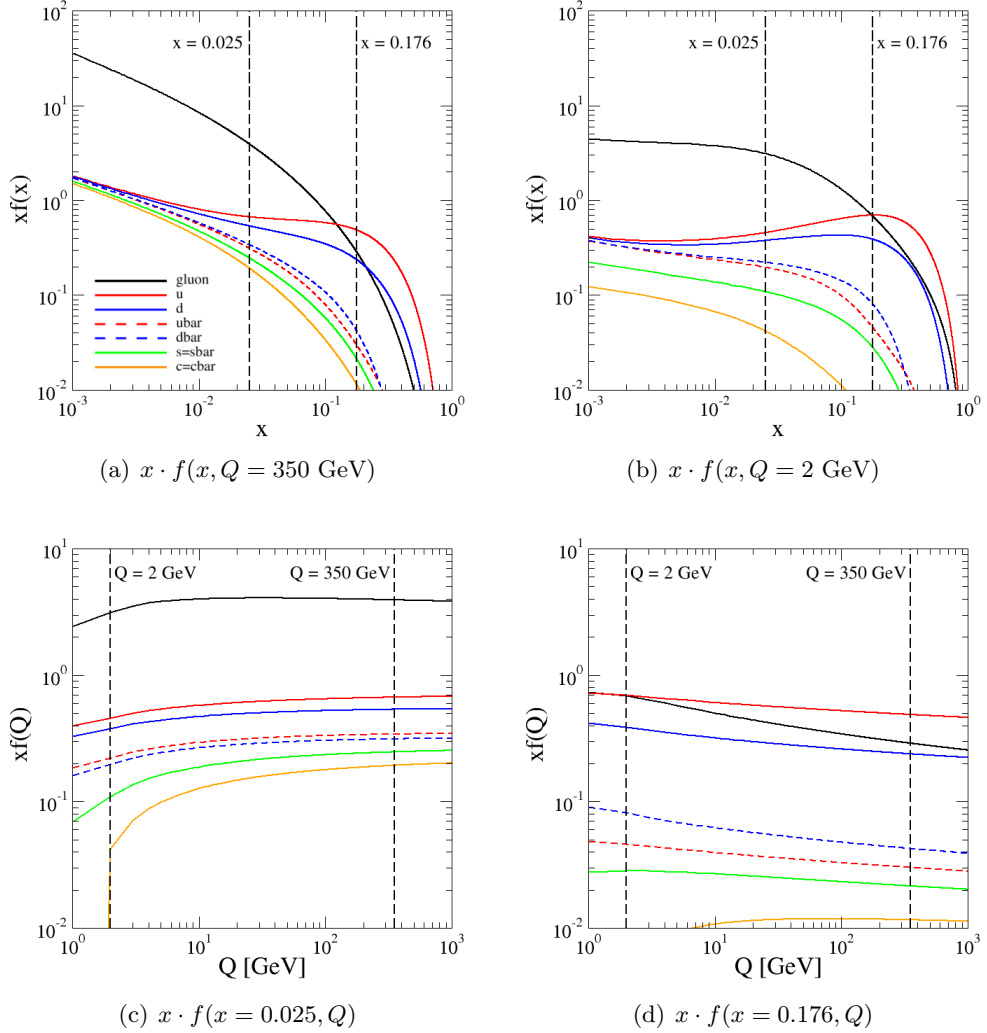 10^2
10^1
10^0
10^-1
10^-2
xf(x)
x = 0.025
x = 0.176
gluon
u
d
ubar
dbar
s=sbar
c=cbar
10^-3
10^-2
10^-1
10^0
x
(a) x · f(x, Q = 350 GeV)
10^2
10^1
10^0
10^-1
10^-2
xf(x)
x = 0.025
x = 0.176
10^-3
10^-2
10^-1
10^0
x
(b) x · f(x, Q = 2 GeV)
10^1
10^0
10^-1
10^-2
xf(Q)
Q = 2 GeV
Q = 350 GeV
10^0
10^1
10^2
10^3
Q [GeV]
(c) x · f(x = 0.025, Q)
10^1
10^0
10^-1
10^-2
xf(Q)
Q = 2 GeV
Q = 350 GeV
10^0
10^1
10^2
10^3
Q [GeV]
(d) x · f(x = 0.176, Q)